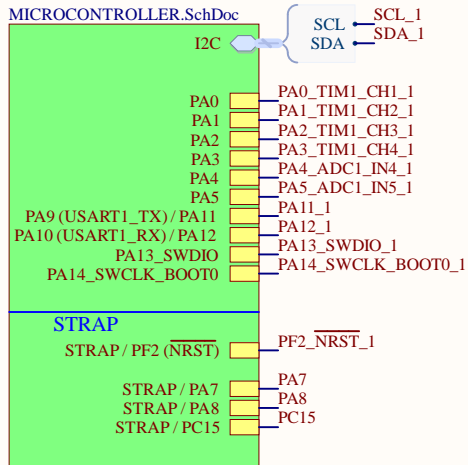 MICROCONTROLLER.SchDoc
I2C SCL SCL_1
SDA SDA_1
PA0 PA0_TIM1_CH1_1
PA1 PA1_TIM1_CH2_1
PA2 PA2_TIM1_CH3_1
PA3 PA3_TIM1_CH4_1
PA4 PA4_ADC1_IN4_1
PA5 PA5_ADC1_IN5_1
PA9 (USART1_TX) / PA11 PA11_1
PA10 (USART1_RX) / PA12 PA12_1
PA13_SWDIO PA13_SWDIO_1
PA14_SWCLK_BOOT0 PA14_SWCLK_BOOT0_1
STRAP
STRAP / PF2 (NRST) PF2_NRST_1
STRAP / PA7 PA7
STRAP / PA8 PA8
STRAP / PC15 PC15